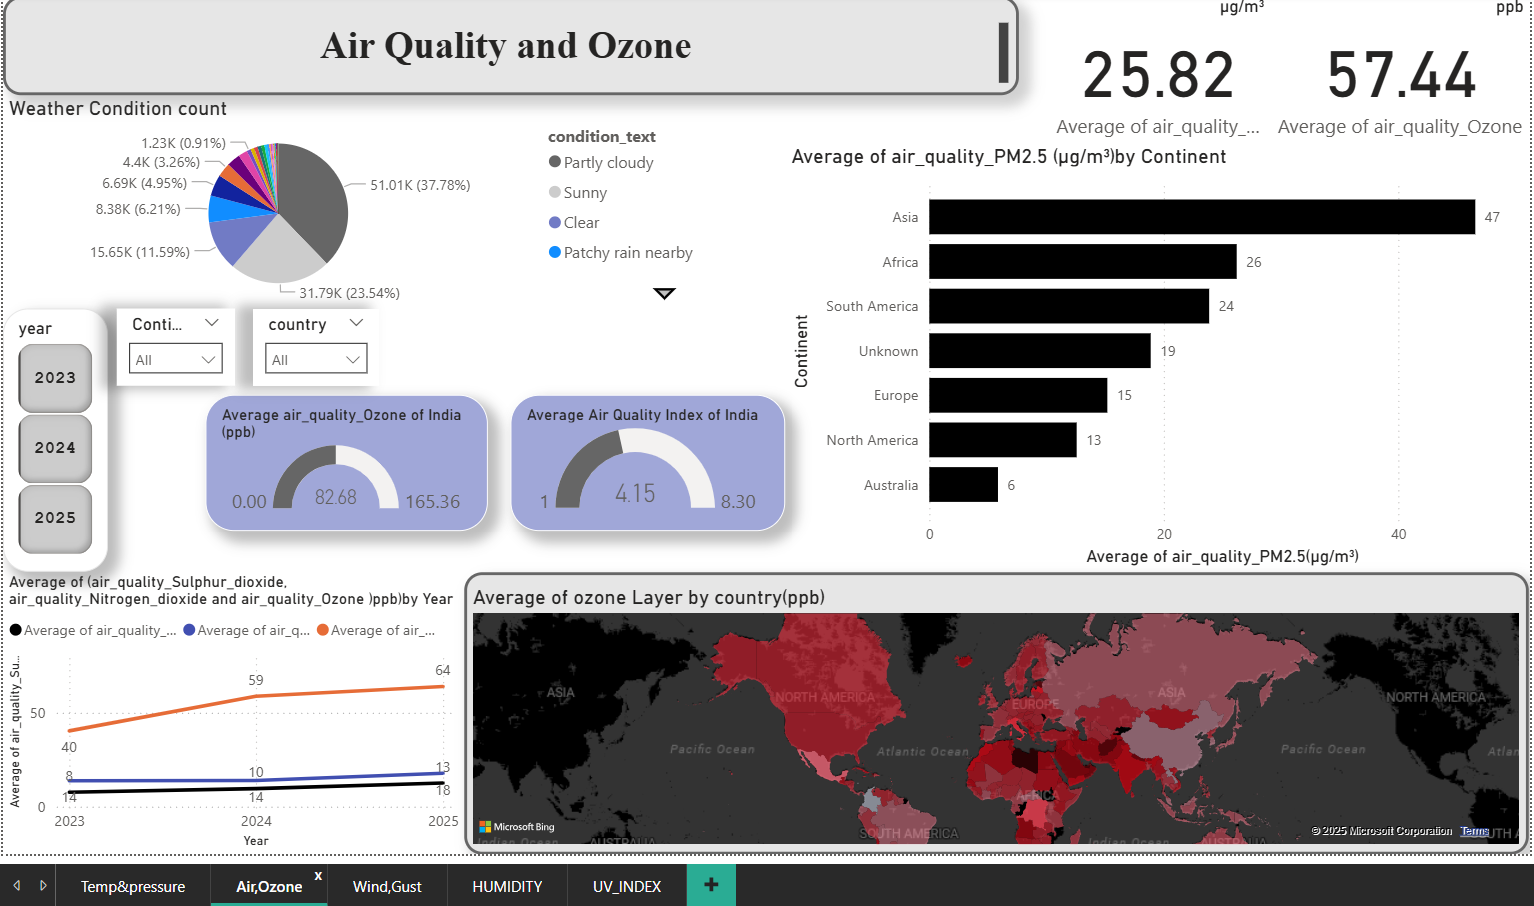 Air Quality and Ozone
µg/m³
ppb
25.82
57.44
Average of air_quality_...
Average of air_quality_Ozone
Weather Condition count
1.23K (0.91%)
4.4K (3.26%)
6.69K (4.95%)
8.38K (6.21%)
15.65K (11.59%)
51.01K (37.78%)
31.79K (23.54%)
condition_text
Partly cloudy
Sunny
Clear
Patchy rain nearby
Average of air_quality_PM2.5 (µg/m³)by Continent
Continent
Asia 47
Africa 26
South America 24
Unknown 19
Europe 15
North America 13
Australia 6
0 20 40
Average of air_quality_PM2.5(µg/m³)
year
2023
2024
2025
Conti...
All
country
All
Average air_quality_Ozone of India
(ppb)
0.00 82.68 165.36
Average Air Quality Index of India
1 4.15 8.30
Average of (air_quality_Sulphur_dioxide,
air_quality_Nitrogen_dioxide and air_quality_Ozone )ppb)by Year
Average of air_quality_... Average of air_q... Average of air_...
Average of air_quality_Su...
50
0
40
59
64
8
10
13
14
14
18
2023 2024 2025
Year
Average of ozone Layer by country(ppb)
ASIA
NORTH AMERICA
EUROPE
ASIA
NORTH AMERICA
Pacific Ocean
Atlantic Ocean
Pacific Ocean
Atlan
AFRICA
SOUTH AMERICA
Microsoft Bing
© 2025 Microsoft Corporation Terms
UTH A
Indian Ocean
AUSTRALIA
Indian Ocean
AUSTRALIA
Temp&pressure
Air,Ozone
x
Wind,Gust
HUMIDITY
UV_INDEX
+